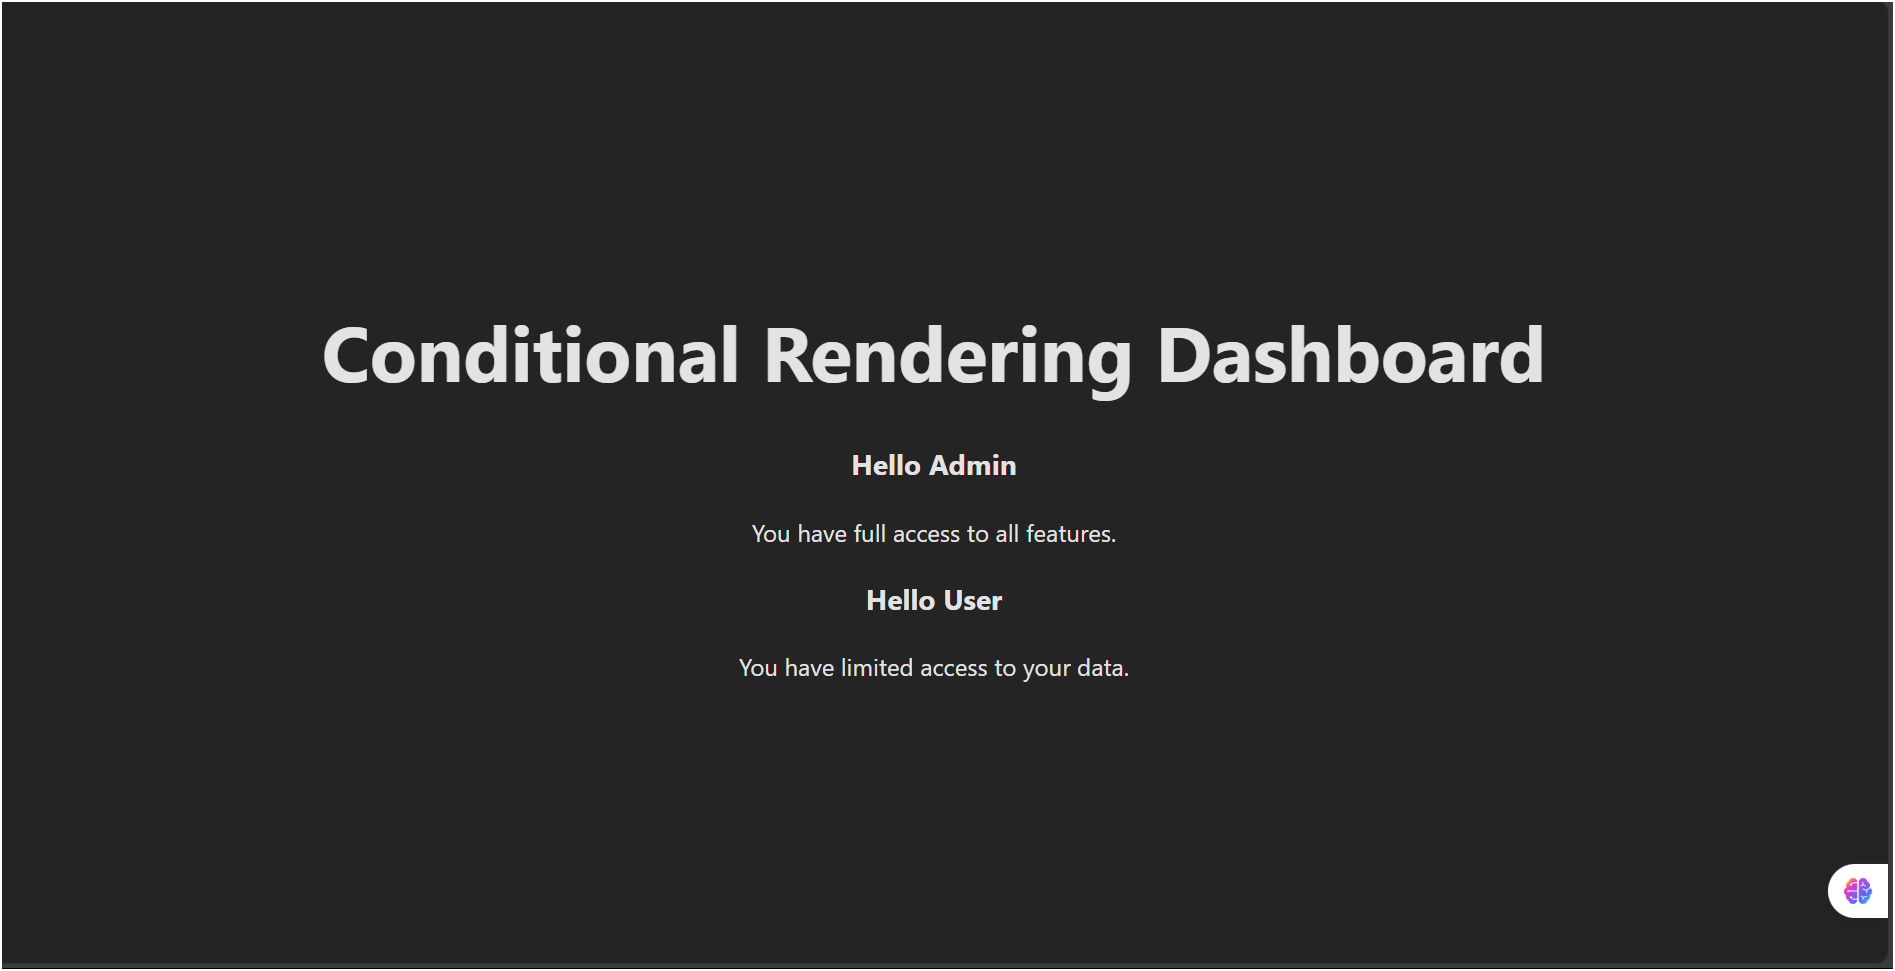 Conditional Rendering Dashboard
Hello Admin
You have full access to all features.
Hello User
You have limited access to your data.